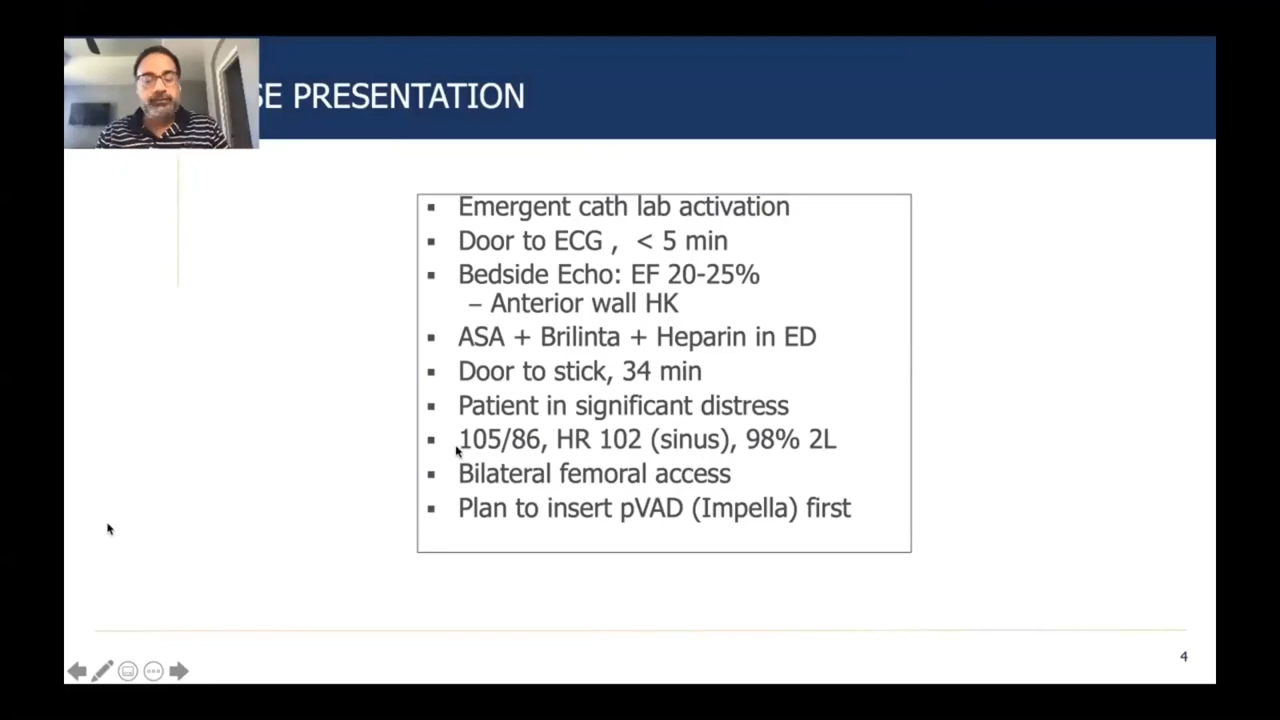 SE PRESENTATION
▪ Emergent cath lab activation
▪ Door to ECG , < 5 min
▪ Bedside Echo: EF 20-25%
– Anterior wall HK
▪ ASA + Brilinta + Heparin in ED
▪ Door to stick, 34 min
▪ Patient in significant distress
▪ 105/86, HR 102 (sinus), 98% 2L
▪ Bilateral femoral access
▪ Plan to insert pVAD (Impella) first
4